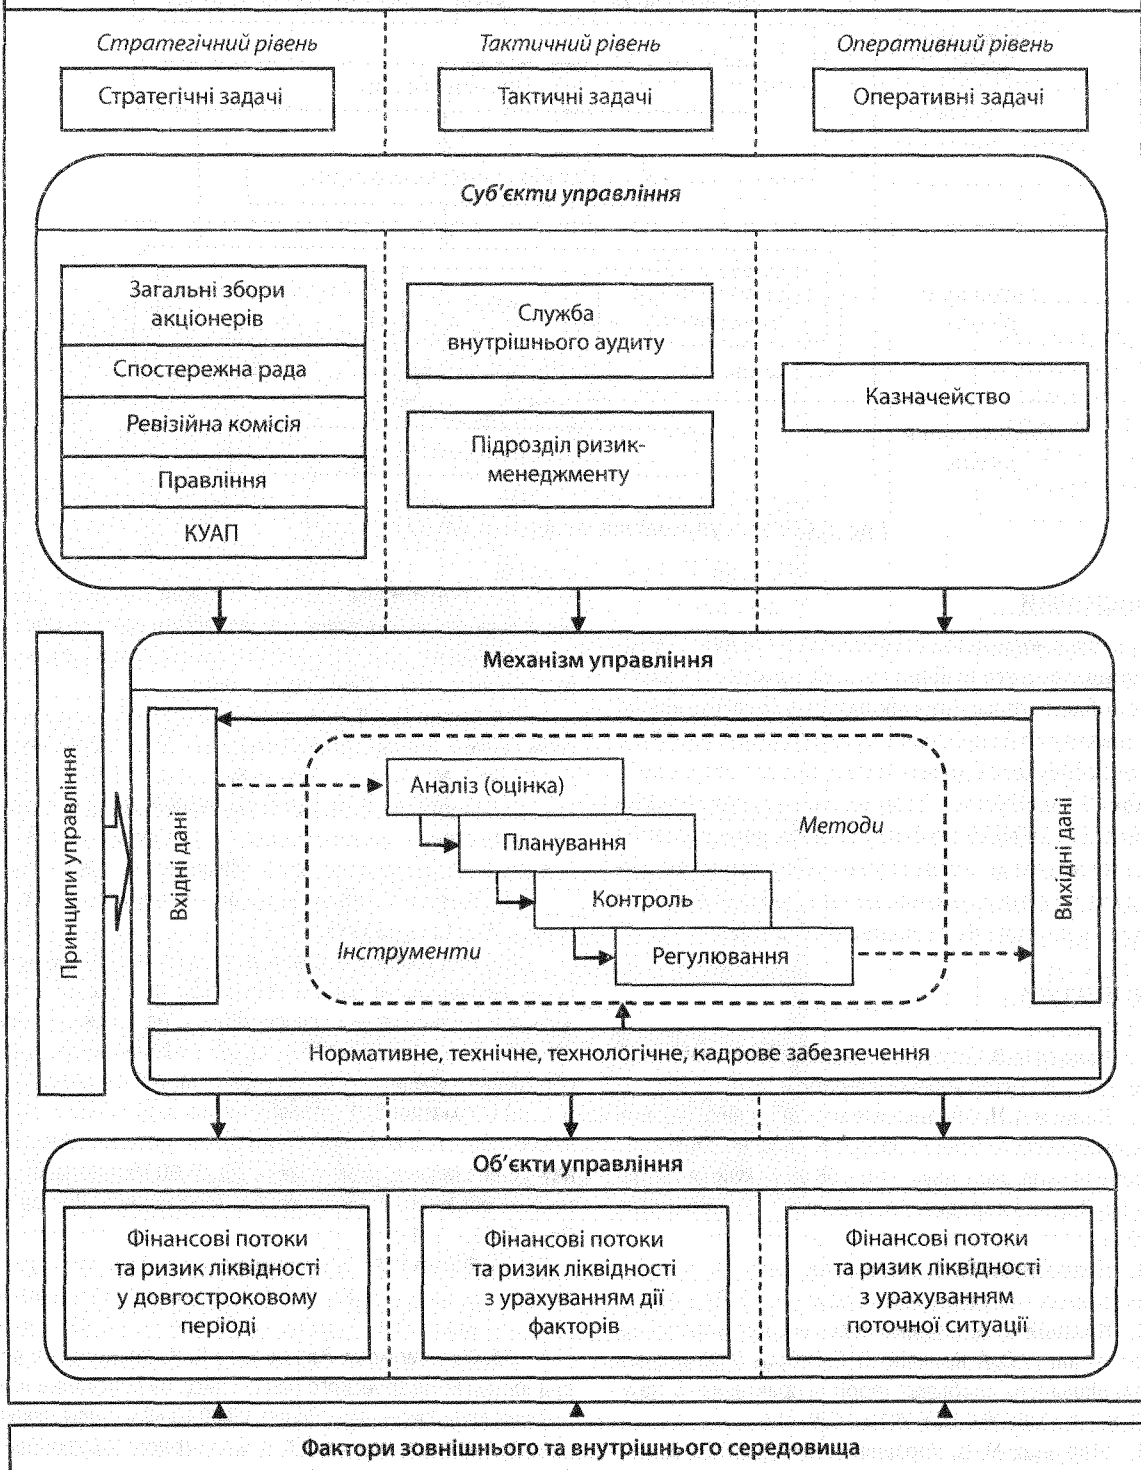 Стратегічний рівень
Тактичний рівень
Оперативний рівень
Стратегічні задачі
Тактичні задачі
Оперативні задачі
Суб'єкти управління
Загальні збори
акціонерів
Спостережна рада
Ревізійна комісія
Правління
КУАП
Служба
внутрішнього аудиту
Підрозділ ризик-
менеджменту
Казначейство
Принципи управління
Механізм управління
Вхідні дані
Аналіз (оцінка)
Планування
Контроль
Регулювання
Методи
Інструменти
Вихідні дані
Нормативне, технічне, технологічне, кадрове забезпечення
Об'єкти управління
Фінансові потоки
та ризик ліквідності
у довгостроковому
періоді
Фінансові потоки
та ризик ліквідності
з урахуванням дії
факторів
Фінансові потоки
та ризик ліквідності
з урахуванням
поточної ситуації
Фактори зовнішнього та внутрішнього середовища